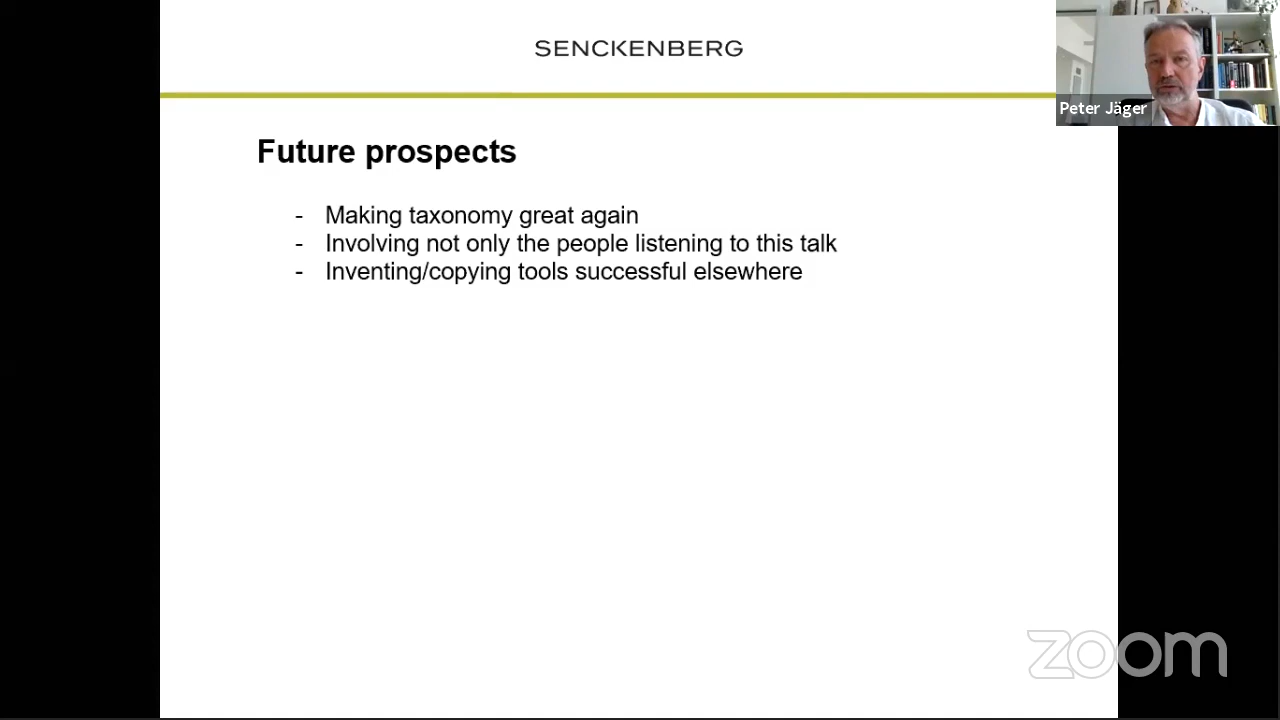 SENCKENBERG
Peter Jäger
Future prospects
- Making taxonomy great again
- Involving not only the people listening to this talk
- Inventing/copying tools successful elsewhere
zoom